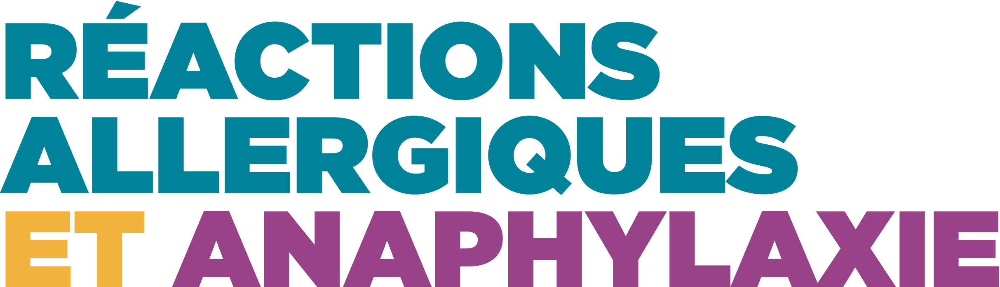 RÉACTIONS
ALLERGIQUES
ET ANAPHYLAXIE